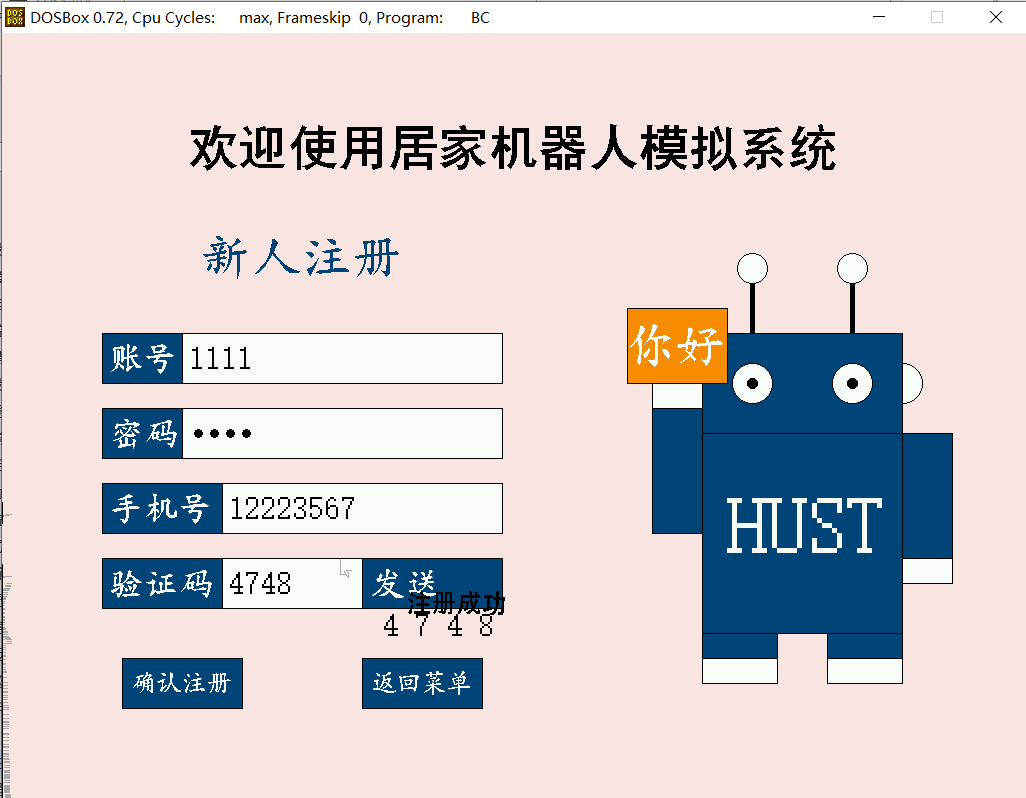 DOSBox 0.72, Cpu Cycles: max, Frameskip 0, Program: BC
欢迎使用居家机器人模拟系统
新人注册
你好
账号 1111
密码 ●●●●
手机号 12223567
HUST
验证码 4748 发送
注册成功
4 7 4 8
确认注册 返回菜单